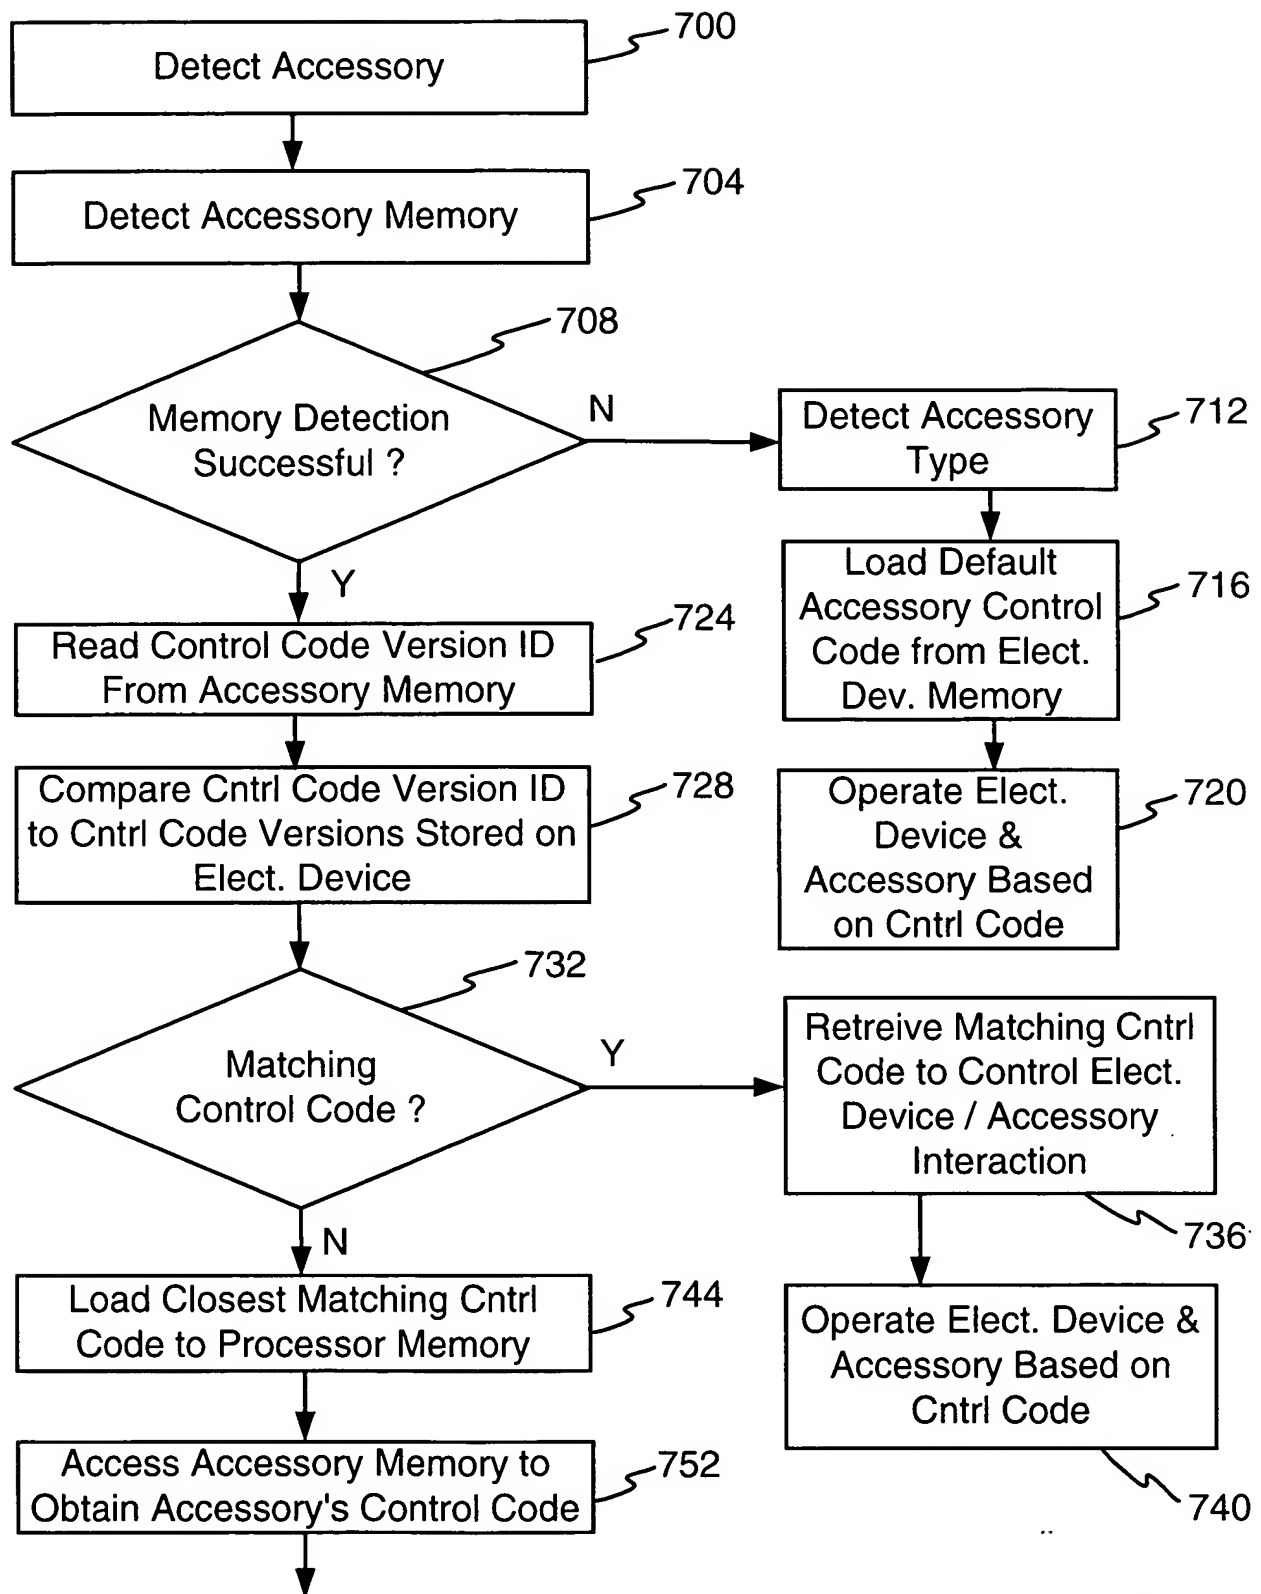 700
Detect Accessory
704
Detect Accessory Memory
708
Memory Detection
Successful ?
N
Y
Detect Accessory
Type
712
Load Default
Accessory Control
Code from Elect.
Dev. Memory
716
Operate Elect.
Device &
Accessory Based
on Cntrl Code
720
Read Control Code Version ID
From Accessory Memory
724
Compare Cntrl Code Version ID
to Cntrl Code Versions Stored on
Elect. Device
728
732
Matching
Control Code ?
Y
N
Retreive Matching Cntrl
Code to Control Elect.
Device / Accessory
Interaction
736
Operate Elect. Device &
Accessory Based on
Cntrl Code
740
Load Closest Matching Cntrl
Code to Processor Memory
744
Access Accessory Memory to
Obtain Accessory's Control Code
752